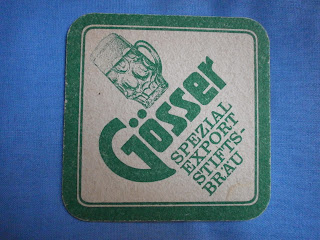 Gösser
SPEZIAL
EXPORT
STIFTS-
BRÄU